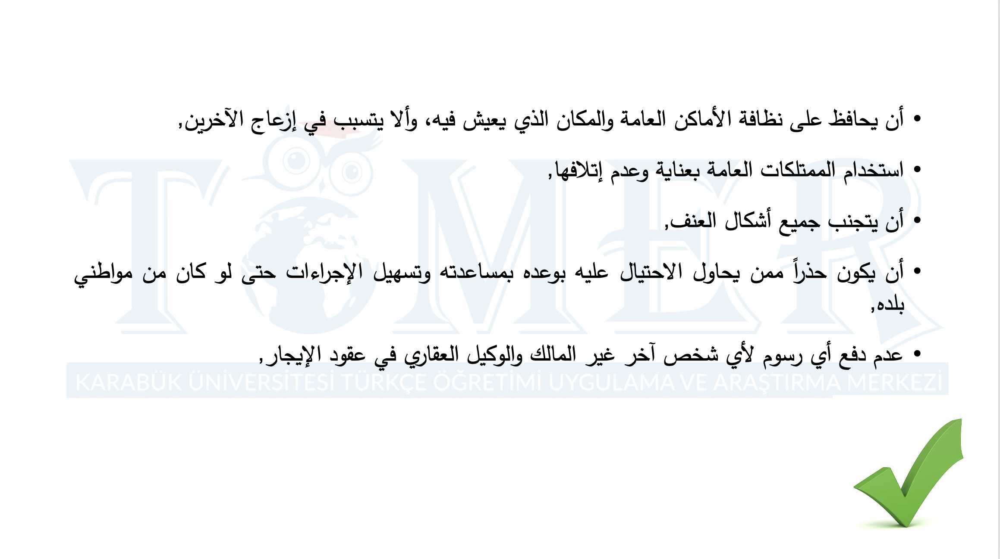 • أن يحافظ على نظافة الأماكن العامة والمكان الذي يعيش فيه، وألا يتسبب في إزعاج الآخرين,
• استخدام الممتلكات العامة بعناية وعدم إتلافها,
• أن يتجنب جميع أشكال العنف,
• أن يكون حذراً ممن يحاول الاحتيال عليه بوعده بمساعدته وتسهيل الإجراءات حتى لو كان من مواطني
بلده,
• عدم دفع أي رسوم لأي شخص آخر غير المالك والوكيل العقاري في عقود الإيجار,
TÖMER
KARABÜK ÜNİVERSİTESİ TÜRKÇE ÖĞRETİMİ UYGULAMA VE ARAŞTIRMA MERKEZİ